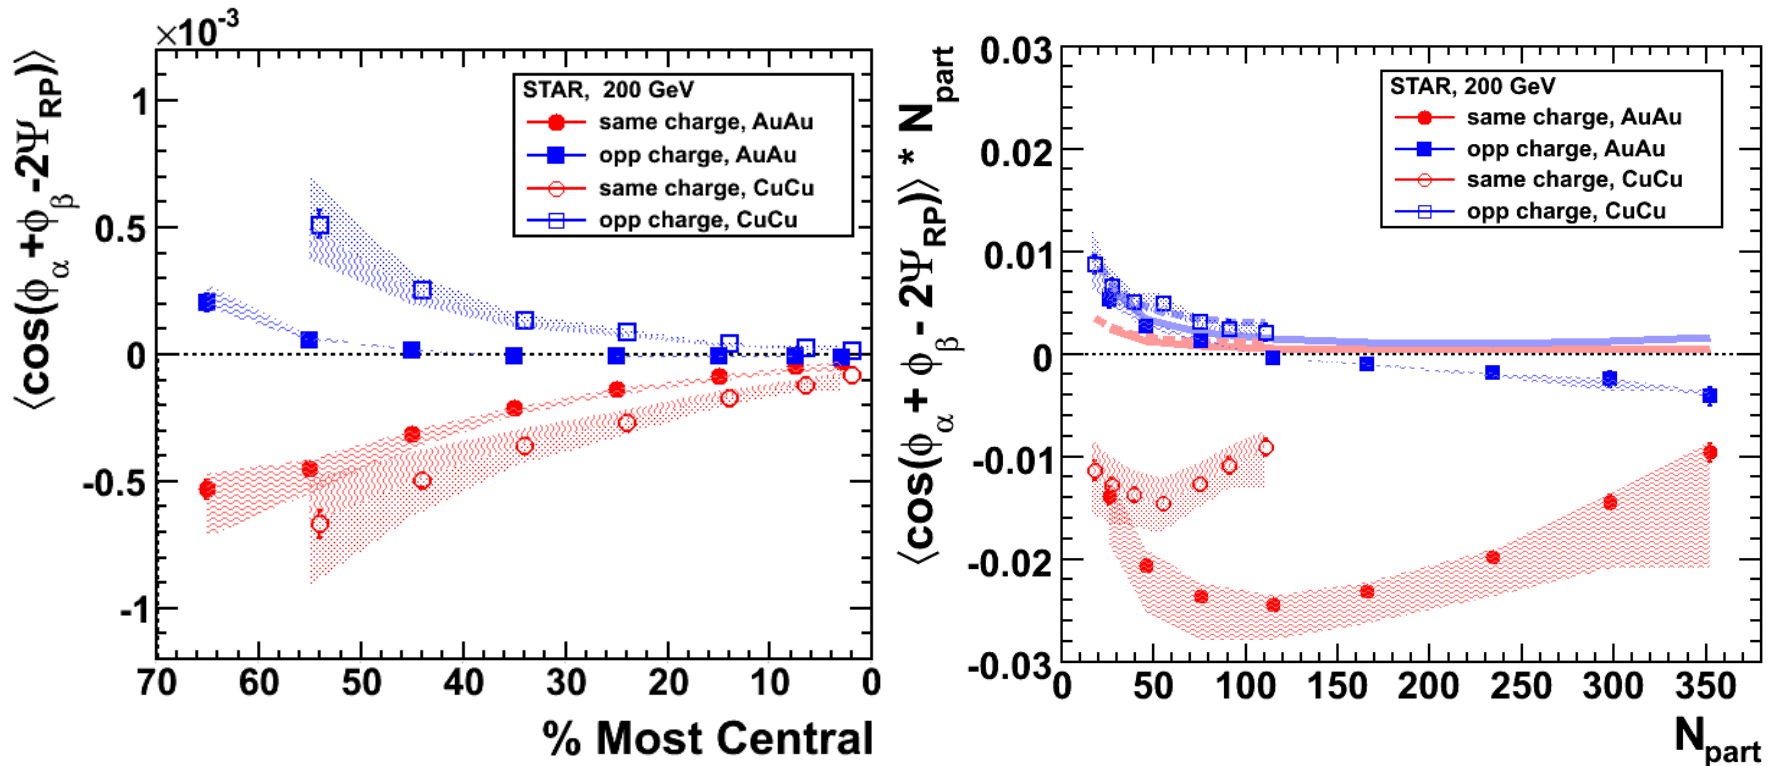 ×10⁻³
⟨cos(ϕα +ϕβ -2ΨRP)⟩
1
0.5
0
-0.5
-1
STAR, 200 GeV
same charge, AuAu
opp charge, AuAu
same charge, CuCu
opp charge, CuCu
70 60 50 40 30 20 10 0
% Most Central
⟨cos(ϕα + ϕβ - 2ΨRP)⟩ * Npart
0.03
0.02
0.01
0
-0.01
-0.02
-0.03
STAR, 200 GeV
same charge, AuAu
opp charge, AuAu
same charge, CuCu
opp charge, CuCu
0 50 100 150 200 250 300 350
Npart